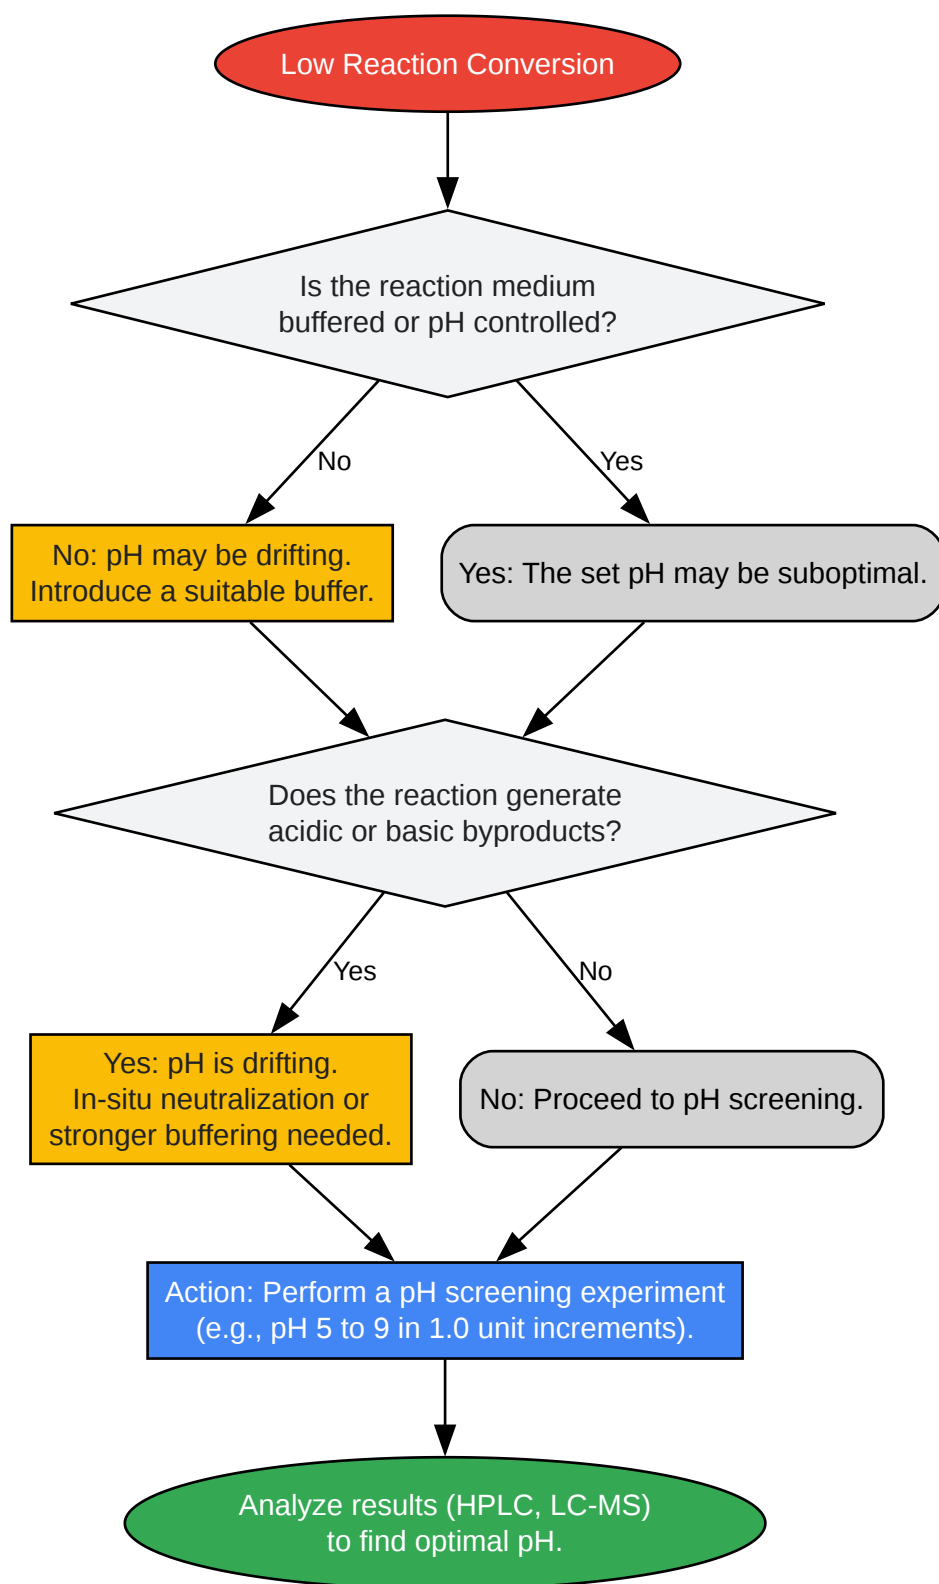 Low Reaction Conversion
Is the reaction medium
buffered or pH controlled?
No
Yes
No: pH may be drifting.
Introduce a suitable buffer.
Yes: The set pH may be suboptimal.
Does the reaction generate
acidic or basic byproducts?
Yes
No
Yes: pH is drifting.
In-situ neutralization or
stronger buffering needed.
No: Proceed to pH screening.
Action: Perform a pH screening experiment
(e.g., pH 5 to 9 in 1.0 unit increments).
Analyze results (HPLC, LC-MS)
to find optimal pH.